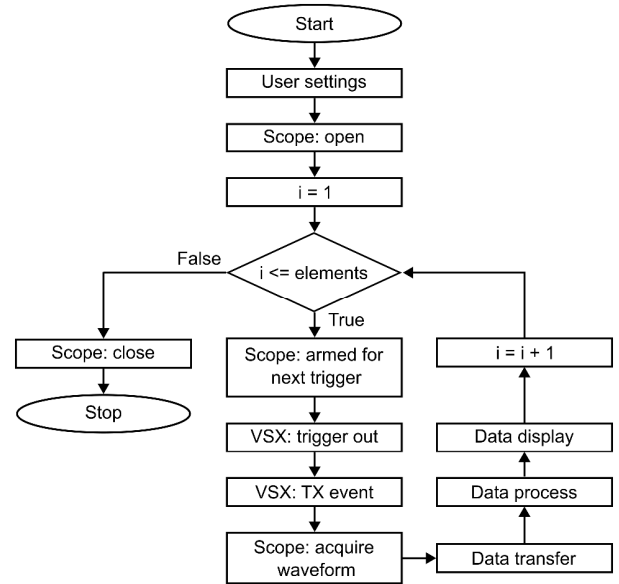 Start
User settings
Scope: open
i = 1
i <= elements
False
True
Scope: close
Stop
Scope: armed for
next trigger
VSX: trigger out
VSX: TX event
Scope: acquire
waveform
Data transfer
Data process
Data display
i = i + 1